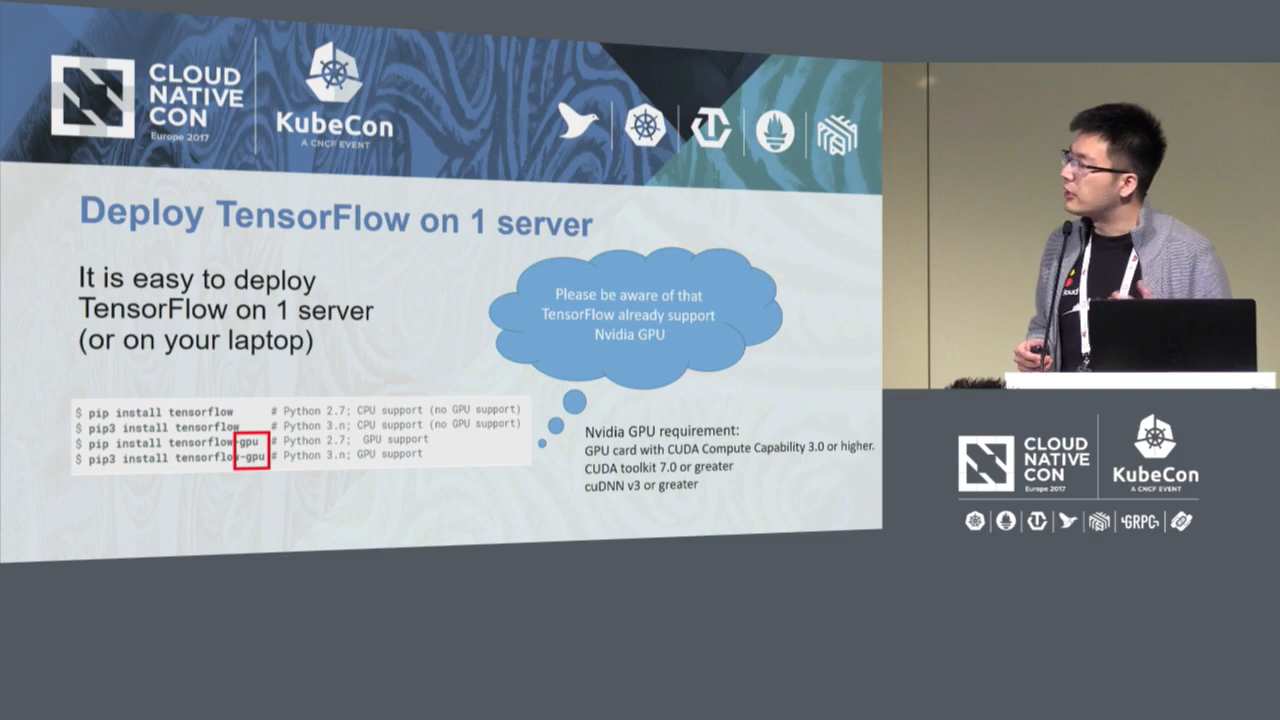 CLOUD
NATIVE
CON
Europe 2017
KubeCon
A CNCF EVENT
Deploy TensorFlow on 1 server
It is easy to deploy
TensorFlow on 1 server
(or on your laptop)
Please be aware of that
TensorFlow already support
Nvidia GPU
$ pip install tensorflow # Python 2.7; CPU support (no GPU support)
$ pip3 install tensorflow # Python 3.n; CPU support (no GPU support)
$ pip install tensorflow-gpu # Python 2.7; GPU support
$ pip3 install tensorflow-gpu # Python 3.n; GPU support
Nvidia GPU requirement:
GPU card with CUDA Compute Capability 3.0 or higher.
CUDA toolkit 7.0 or greater
cuDNN v3 or greater
CLOUD
NATIVE
CON
Europe 2017
KubeCon
A CNCF EVENT
GRPC